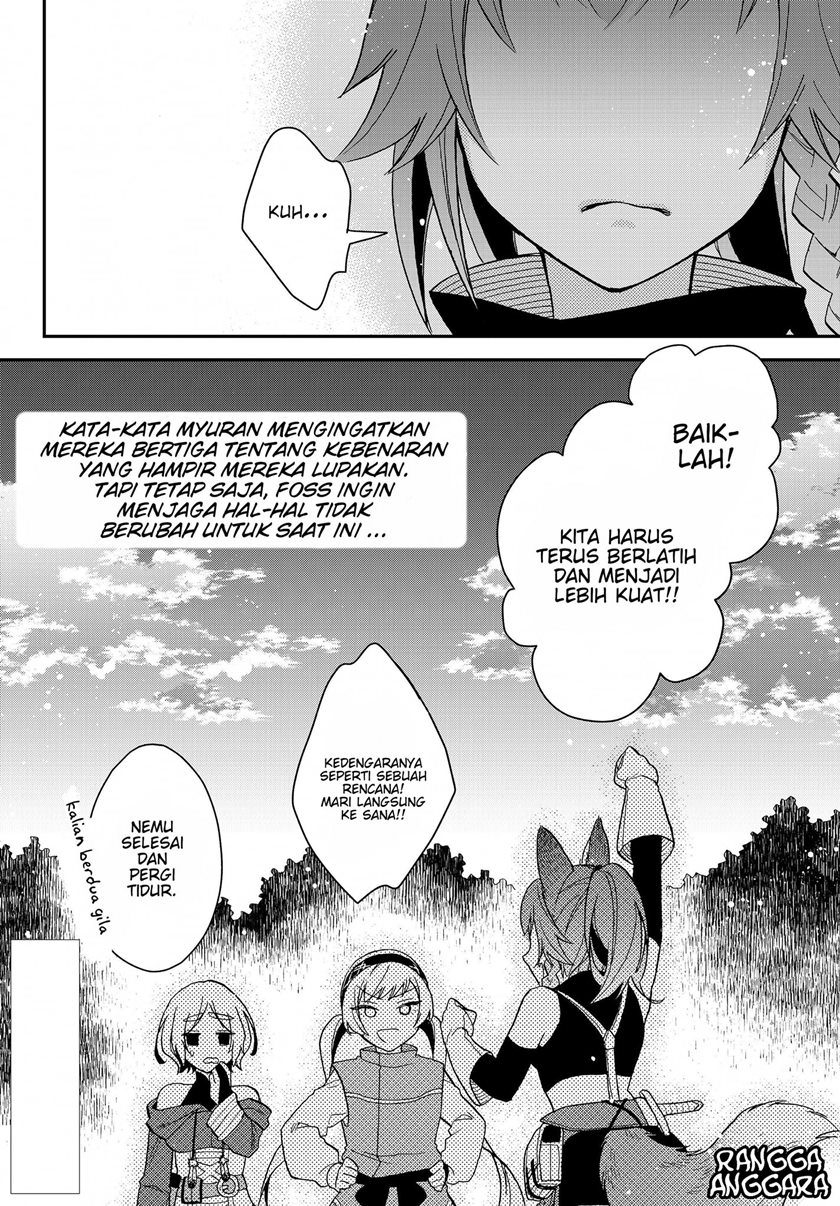 KUH...
BAIK-
LAH!
KITA HARUS
TERUS BERLATIH
DAN MENJADI
LEBIH KUAT!!
KATA-KATA MYURAN MENGINGATKAN
MEREKA BERTIGA TENTANG KEBENARAN
YANG HAMPIR MEREKA LUPAKAN.
TAPI TETAP SAJA, FOSS INGIN
MENJAGA HAL-HAL TIDAK
BERUBAH UNTUK SAAT INI ...
KEDENGARANYA
SEPERTI SEBUAH
RENCANA!
MARI LANGSUNG
KE SANA!!
NEMU
SELESAI
DAN
PERGI
TIDUR.
kalian berdua gila
RANGGA
ANGGARA